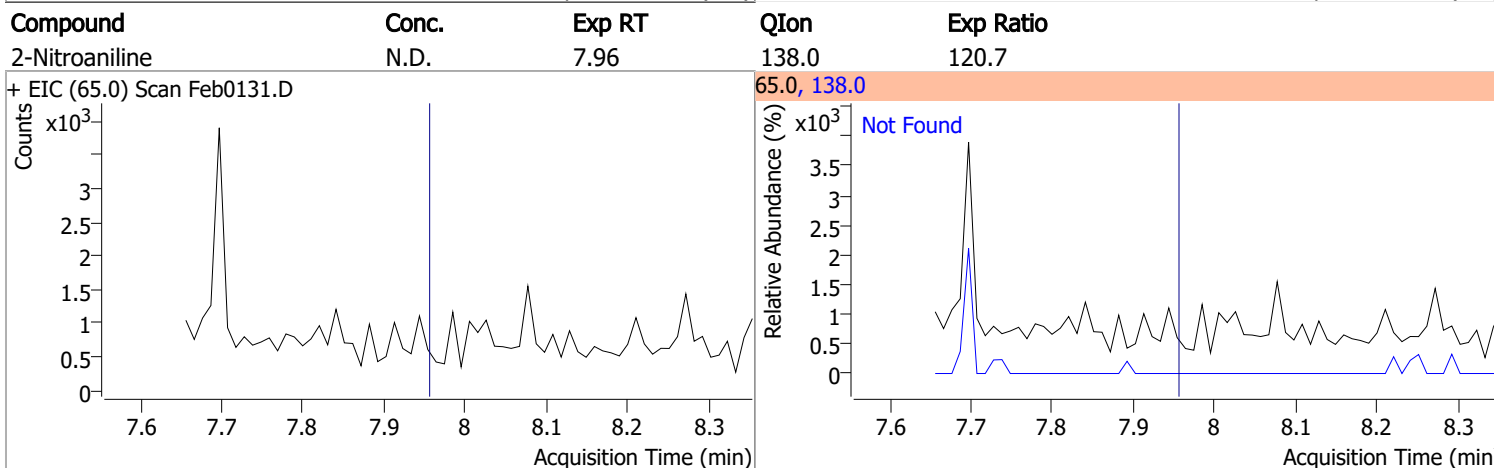 Compound Conc. Exp RT QIon Exp Ratio
2-Nitroaniline N.D. 7.96 138.0 120.7
+ EIC (65.0) Scan Feb0131.D
Counts
x10³
3
2.5
2
1.5
1
0.5
0
7.6 7.7 7.8 7.9 8 8.1 8.2 8.3
Acquisition Time (min)
65.0, 138.0
Relative Abundance (%)
x10³
Not Found
3.5
3
2.5
2
1.5
1
0.5
0
7.6 7.7 7.8 7.9 8 8.1 8.2 8.3
Acquisition Time (min)